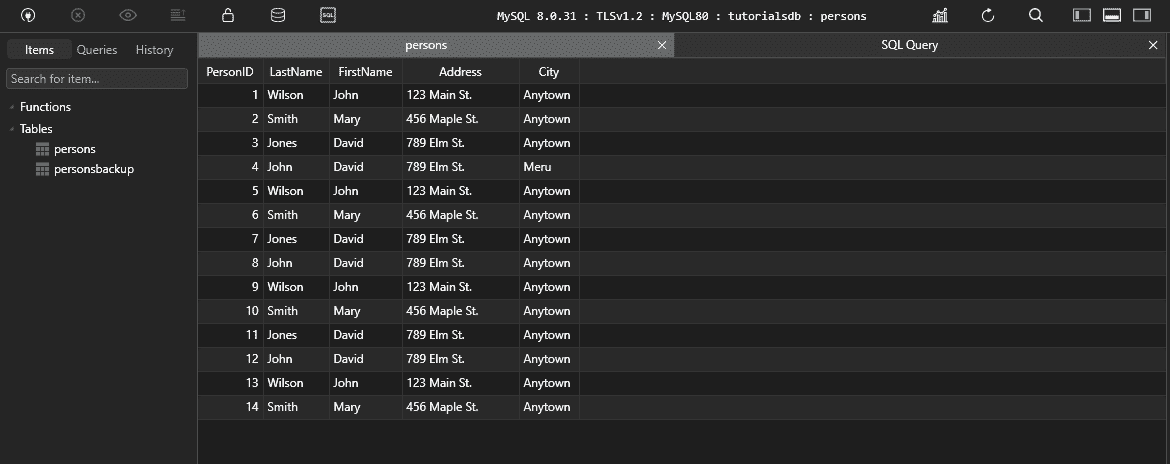 SQL MySQL 8.0.31 : TLSv1.2 : MySQL80 : tutorialsdb : persons
Items Queries History
persons SQL Query
Search for item...
Functions
Tables
persons
personsbackup
PersonID LastName FirstName Address City
1 Wilson John 123 Main St. Anytown
2 Smith Mary 456 Maple St. Anytown
3 Jones David 789 Elm St. Anytown
4 John David 789 Elm St. Meru
5 Wilson John 123 Main St. Anytown
6 Smith Mary 456 Maple St. Anytown
7 Jones David 789 Elm St. Anytown
8 John David 789 Elm St. Anytown
9 Wilson John 123 Main St. Anytown
10 Smith Mary 456 Maple St. Anytown
11 Jones David 789 Elm St. Anytown
12 John David 789 Elm St. Anytown
13 Wilson John 123 Main St. Anytown
14 Smith Mary 456 Maple St. Anytown